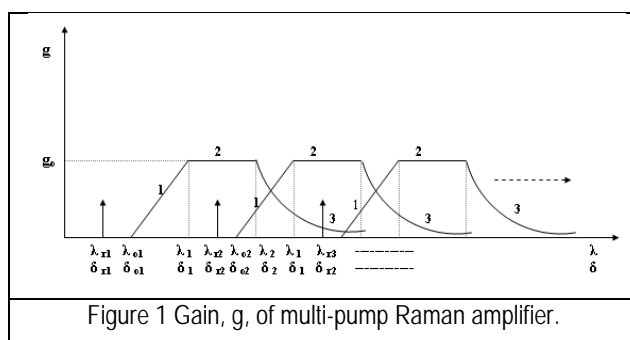 g
g₀
2 2 2
1 1 1
3 3 3
λr1 λo1 λ1 λr2 λo2 λ2 λ1 λr3 λ
δr1 δo1 δ1 δr2 δo2 δ2 δ1 δr2 δ
Figure 1 Gain, g, of multi-pump Raman amplifier.